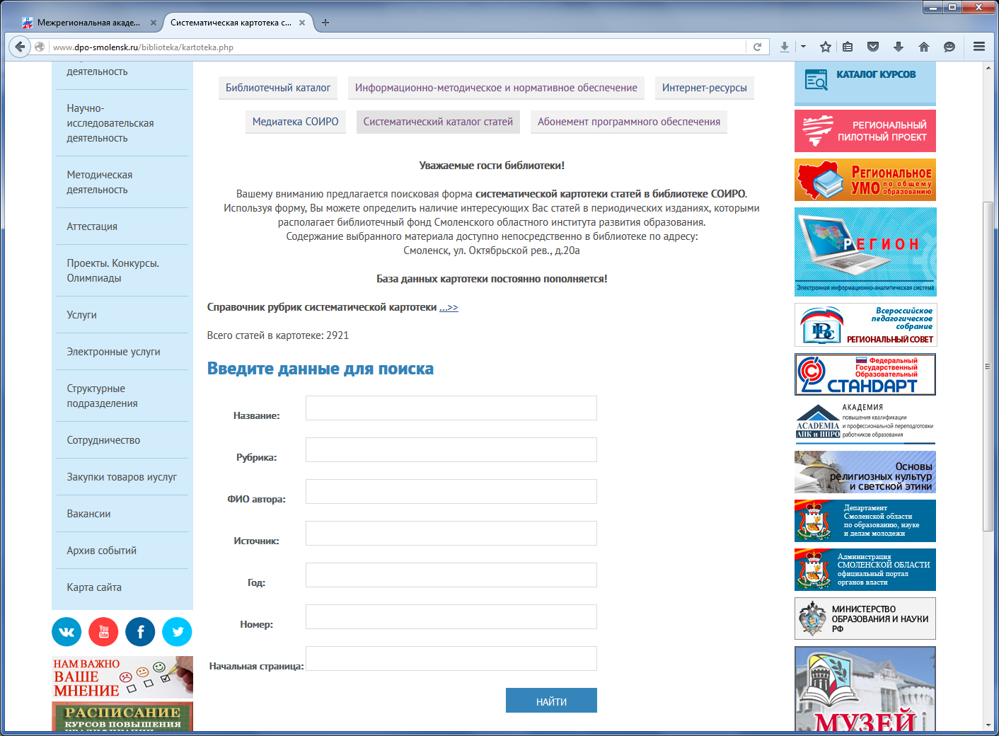 Межрегиональная акаде...
Систематическая картотека с...
www.dpo-smolensk.ru/biblioteka/kartoteka.php
деятельность
Научно-
исследовательская
деятельность
Методическая
деятельность
Аттестация
Проекты. Конкурсы.
Олимпиады
Услуги
Электронные услуги
Структурные
подразделения
Сотрудничество
Закупки товаров иуслуг
Вакансии
Архив событий
Карта сайта
You
Tube
НАМ ВАЖНО
ВАШЕ
МНЕНИЕ
РАСПИСАНИЕ
КУРСОВ ПОВЫШЕНИЯ
КВАЛИФИКАЦИИ
Библиотечный каталог
Информационно-методическое и нормативное обеспечение
Интернет-ресурсы
Медиатека СОИРО
Систематический каталог статей
Абонемент программного обеспечения
Уважаемые гости библиотеки!
Вашему вниманию предлагается поисковая форма систематической картотеки статей в библиотеке СОИРО.
Используя форму, Вы можете определить наличие интересующих Вас статей в периодических изданиях, которыми
располагает библиотечный фонд Смоленского областного института развития образования.
Содержание выбранного материала доступно непосредственно в библиотеке по адресу:
Смоленск, ул. Октябрьской рев., д.20а
База данных картотеки постоянно пополняется!
Справочник рубрик систематической картотеки ...>>
Всего статей в картотеке: 2921
Введите данные для поиска
Название:
Рубрика:
ФИО автора:
Источник:
Год:
Номер:
Начальная страница:
НАЙТИ
КАТАЛОГ КУРСОВ
РЕГИОНАЛЬНЫЙ
ПИЛОТНЫЙ ПРОЕКТ
РЕГИОНАЛЬНОЕ
УМО по общему
образованию
РЕГИОН
Электронная информационно-аналитическая система
Всероссийское
педагогическое
собрание
РЕГИОНАЛЬНЫЙ СОВЕТ
Федеральный
Государственный
Образовательный
СТАНДАРТ
АКАДЕМИЯ
повышения квалификации
и профессиональной переподготовки
работников образования
ACADEMIA
АПК и ППРО
Основы
религиозных культур
и светской этики
Департамент
Смоленской области
по образованию, науке
и делам молодежи
Администрация
СМОЛЕНСКОЙ ОБЛАСТИ
официальный портал
органов власти
МИНИСТЕРСТВО
ОБРАЗОВАНИЯ И НАУКИ
РФ
МУЗЕЙ